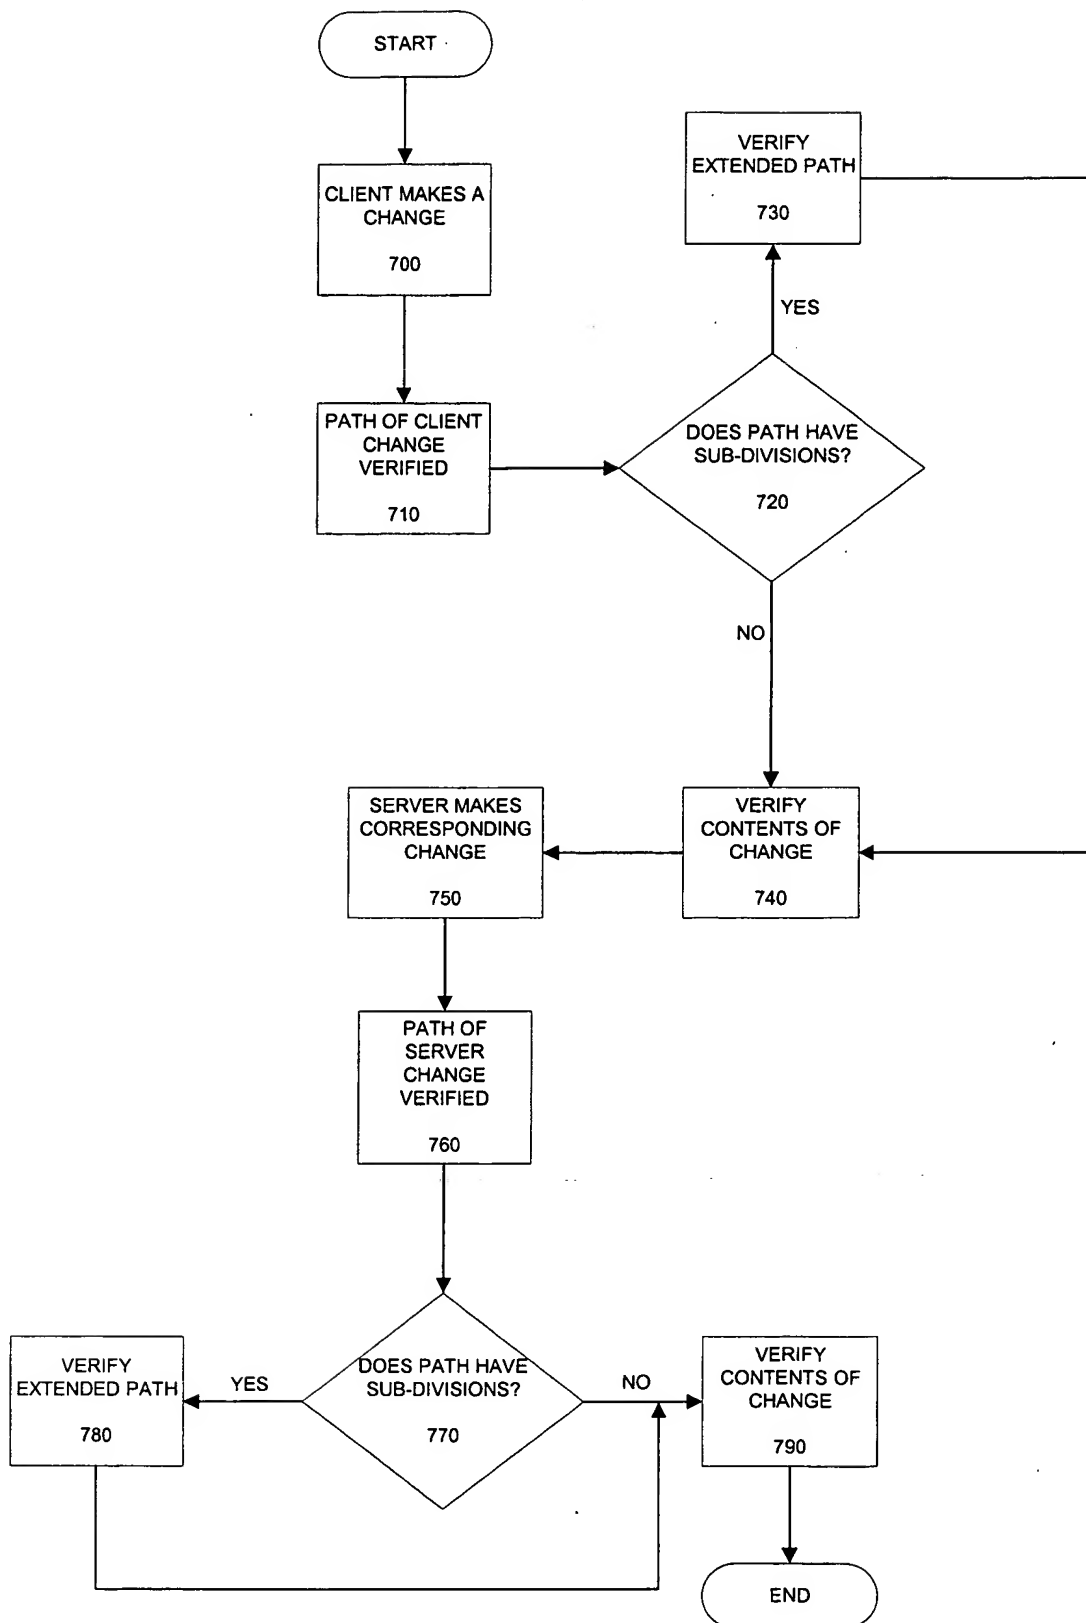 START
CLIENT MAKES A
CHANGE
700
PATH OF CLIENT
CHANGE
VERIFIED
710
VERIFY
EXTENDED PATH
730
YES
DOES PATH HAVE
SUB-DIVISIONS?
720
NO
VERIFY
CONTENTS OF
CHANGE
740
SERVER MAKES
CORRESPONDING
CHANGE
750
PATH OF
SERVER
CHANGE
VERIFIED
760
DOES PATH HAVE
SUB-DIVISIONS?
770
YES
VERIFY
EXTENDED PATH
780
NO
VERIFY
CONTENTS OF
CHANGE
790
END